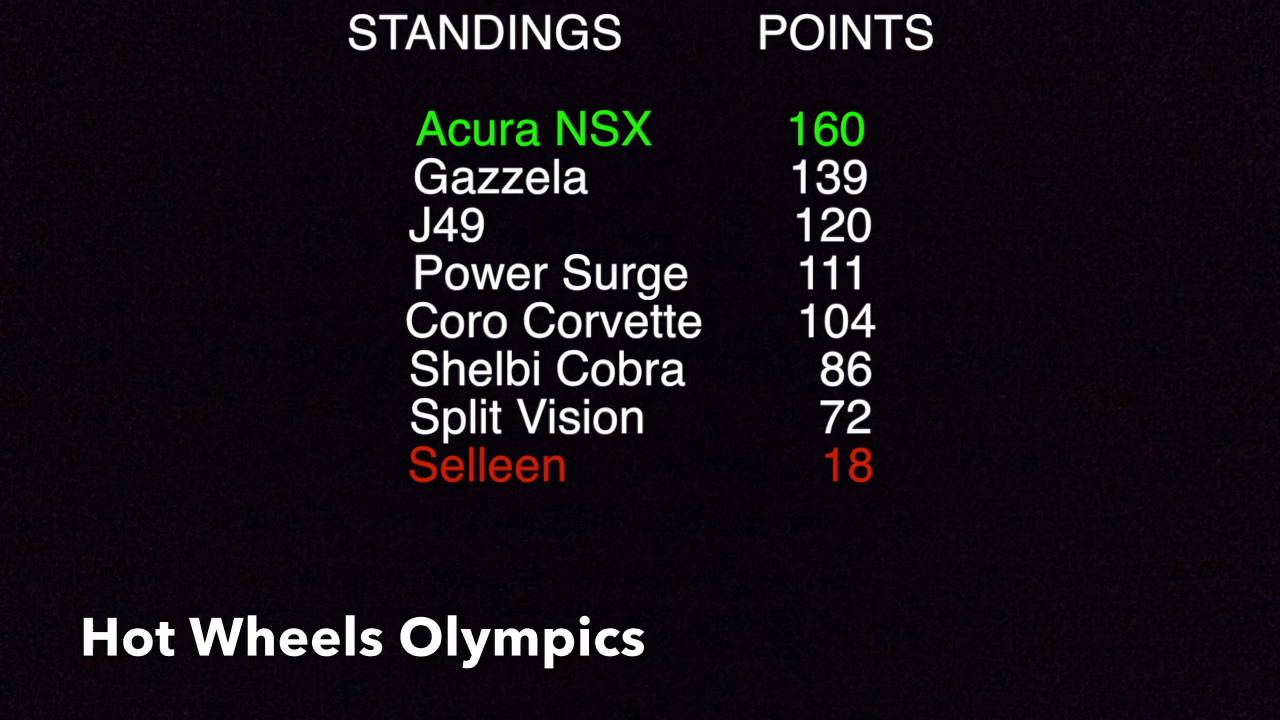 STANDINGS POINTS
Acura NSX 160
Gazzela 139
J49 120
Power Surge 111
Coro Corvette 104
Shelbi Cobra 86
Split Vision 72
Selleen 18
Hot Wheels Olympics